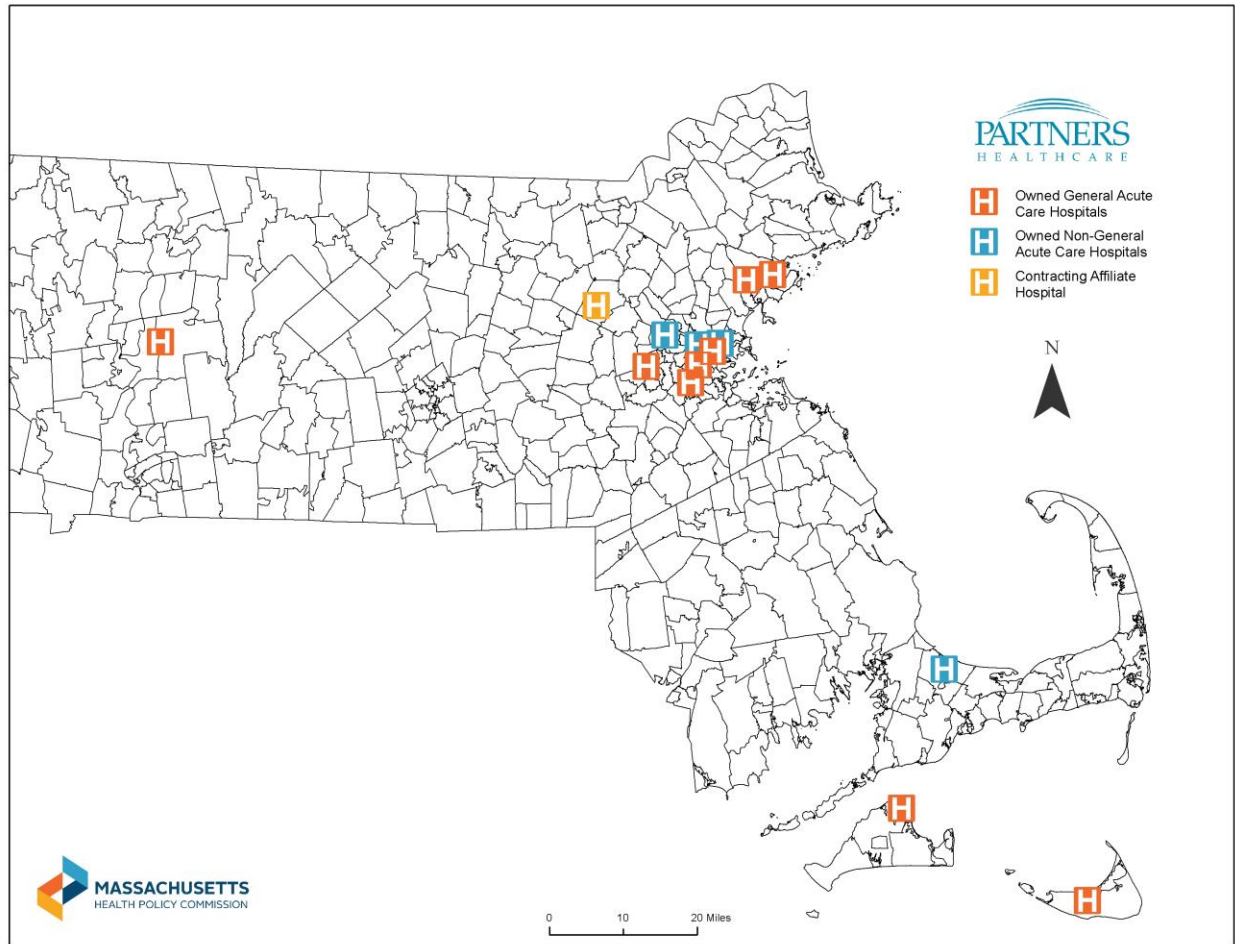 PARTNERS
HEALTHCARE
H Owned General Acute
Care Hospitals
H Owned Non-General
Acute Care Hospitals
H Contracting Affiliate
Hospital
N
H
H
H
H
H
H
H
H
H
H
H
H
H
H
MASSACHUSETTS
HEALTH POLICY COMMISSION
0 10 20 Miles